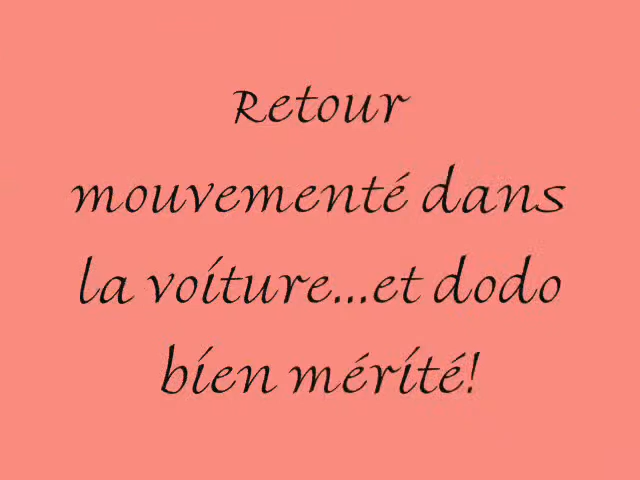 Retour
mouvementé dans
la voiture...et dodo
bien mérité!